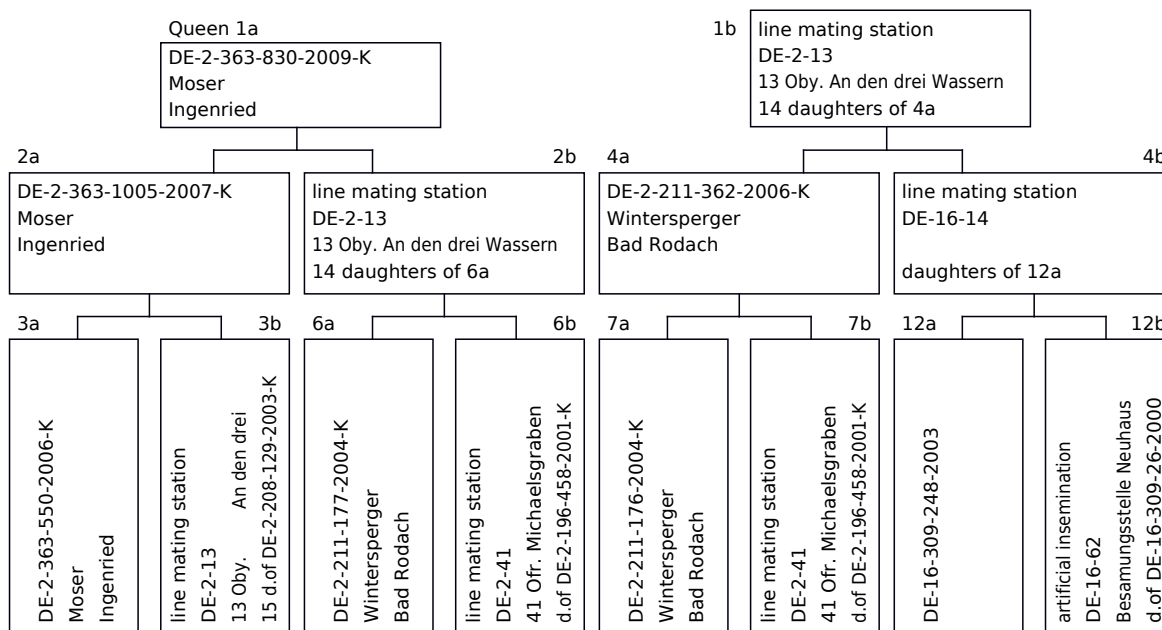 Queen 1a
DE-2-363-830-2009-K
Moser
Ingenried
1b
line mating station
DE-2-13
13 Oby. An den drei Wassern
14 daughters of 4a
2a
DE-2-363-1005-2007-K
Moser
Ingenried
2b
line mating station
DE-2-13
13 Oby. An den drei Wassern
14 daughters of 6a
4a
DE-2-211-362-2006-K
Wintersperger
Bad Rodach
4b
line mating station
DE-16-14
daughters of 12a
3a
DE-2-363-550-2006-K
Moser
Ingenried
3b
line mating station
DE-2-13
13 Oby. An den drei
15 d.of DE-2-208-129-2003-K
6a
DE-2-211-177-2004-K
Wintersperger
Bad Rodach
6b
line mating station
DE-2-41
41 Ofr. Michaelsgraben
d.of DE-2-196-458-2001-K
7a
DE-2-211-176-2004-K
Wintersperger
Bad Rodach
7b
line mating station
DE-2-41
41 Ofr. Michaelsgraben
d.of DE-2-196-458-2001-K
12a
DE-16-309-248-2003
12b
artificial insemination
DE-16-62
Besamungsstelle Neuhaus
d.of DE-16-309-26-2000